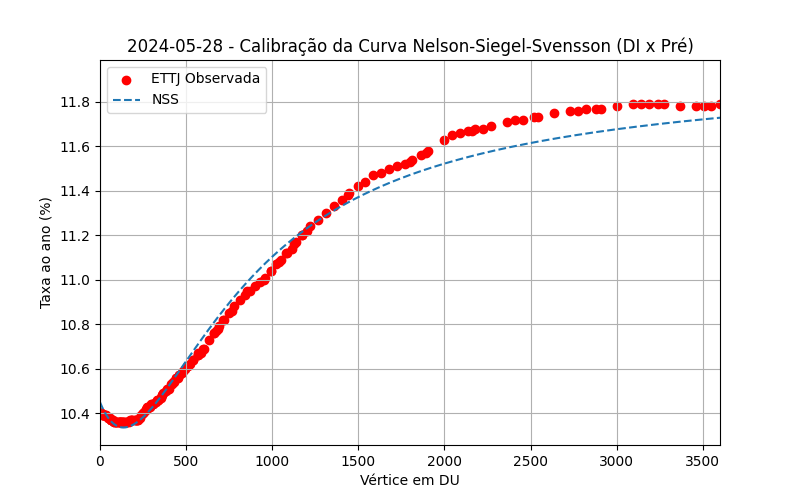 2024-05-28 - Calibração da Curva Nelson-Siegel-Svensson (DI x Pré)
ETTJ Observada
NSS
Taxa ao ano (%)
11.8
11.6
11.4
11.2
11.0
10.8
10.6
10.4
0 500 1000 1500 2000 2500 3000 3500
Vértice em DU